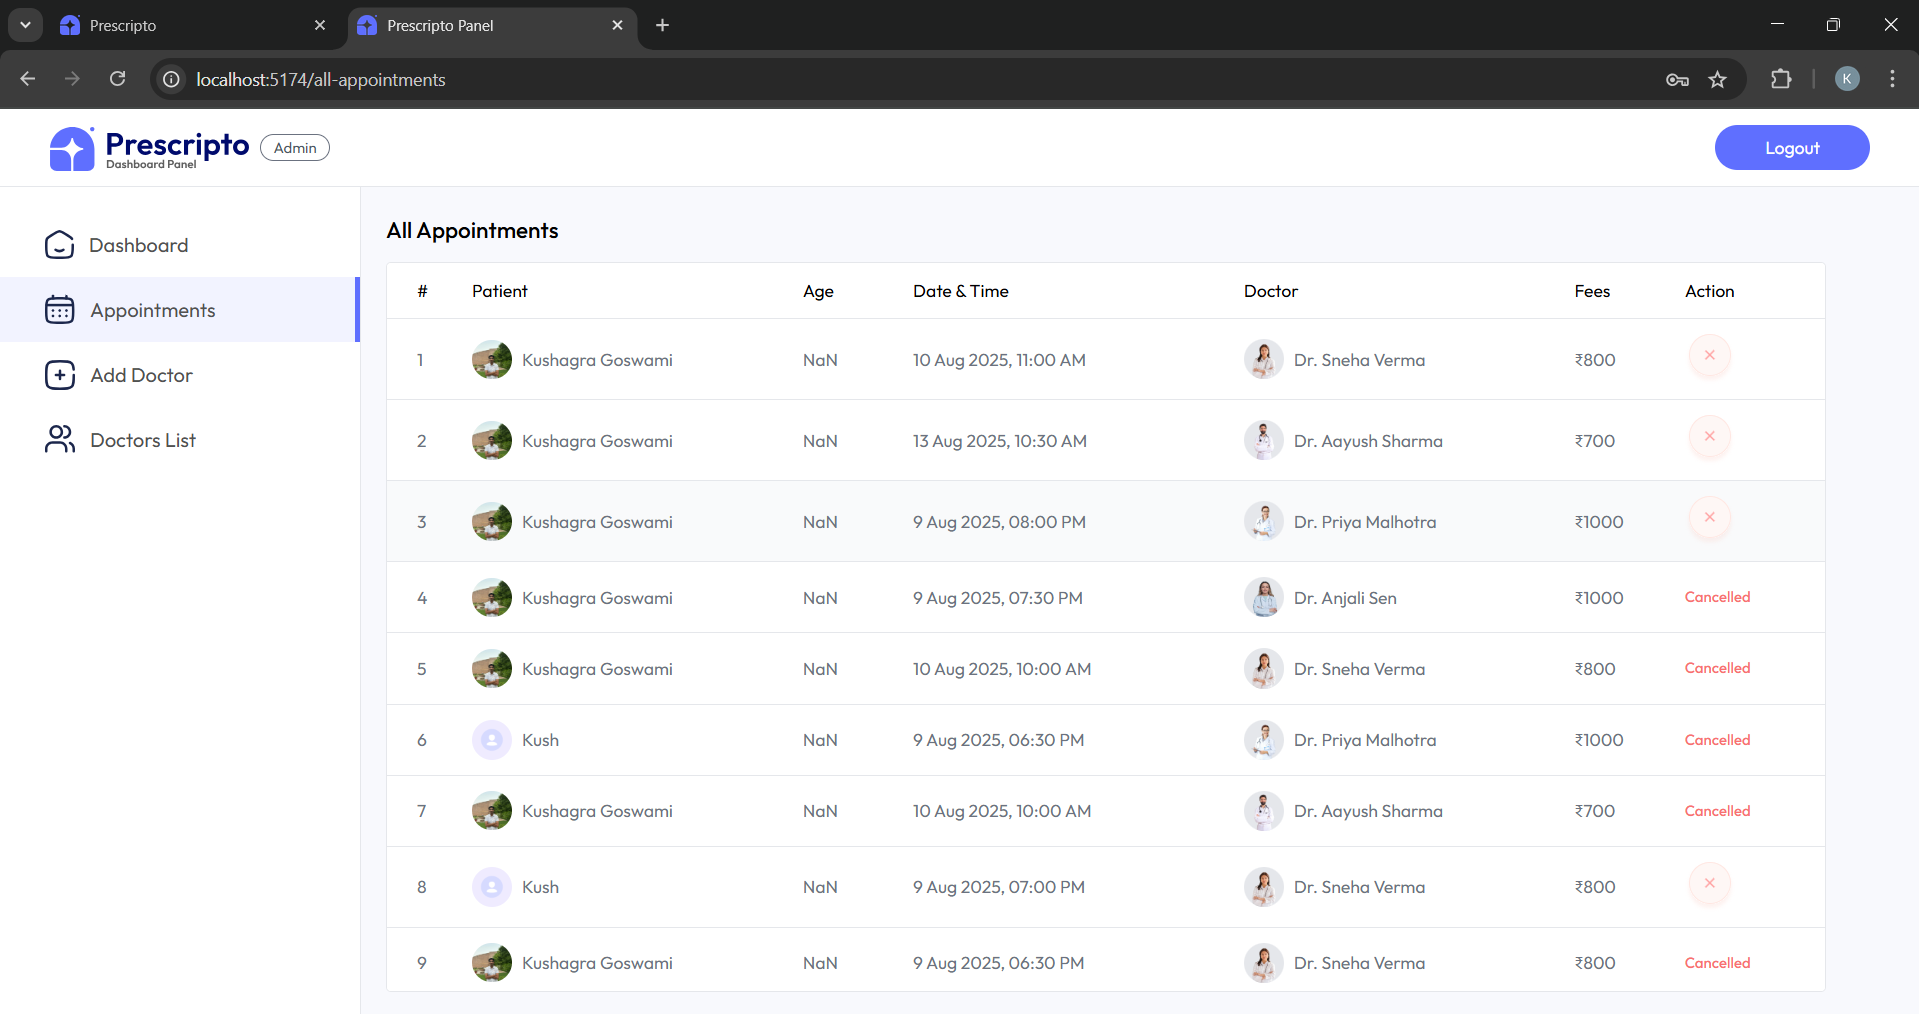 Prescripto
Prescripto Panel
localhost:5174/all-appointments
K
Prescripto
Dashboard Panel
Admin
Logout
Dashboard
Appointments
Add Doctor
Doctors List
All Appointments
# Patient Age Date & Time Doctor Fees Action
1 Kushagra Goswami NaN 10 Aug 2025, 11:00 AM Dr. Sneha Verma ₹800
2 Kushagra Goswami NaN 13 Aug 2025, 10:30 AM Dr. Aayush Sharma ₹700
3 Kushagra Goswami NaN 9 Aug 2025, 08:00 PM Dr. Priya Malhotra ₹1000
4 Kushagra Goswami NaN 9 Aug 2025, 07:30 PM Dr. Anjali Sen ₹1000 Cancelled
5 Kushagra Goswami NaN 10 Aug 2025, 10:00 AM Dr. Sneha Verma ₹800 Cancelled
6 Kush NaN 9 Aug 2025, 06:30 PM Dr. Priya Malhotra ₹1000 Cancelled
7 Kushagra Goswami NaN 10 Aug 2025, 10:00 AM Dr. Aayush Sharma ₹700 Cancelled
8 Kush NaN 9 Aug 2025, 07:00 PM Dr. Sneha Verma ₹800
9 Kushagra Goswami NaN 9 Aug 2025, 06:30 PM Dr. Sneha Verma ₹800 Cancelled